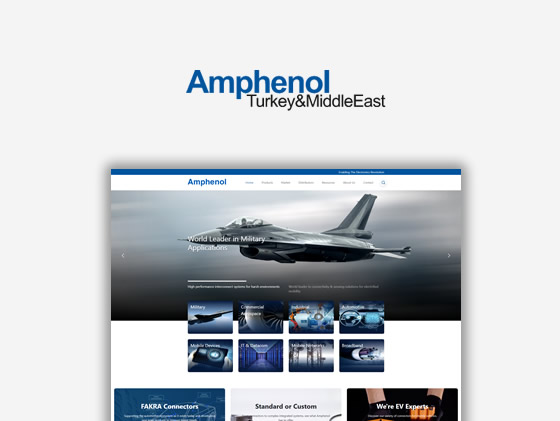 Amphenol
Turkey&MiddleEast
Enabling The Electronics Revolution
Amphenol
Home Products Markets Distributors Resources About Us Contact
World Leader in Military
Applications
High performance interconnect systems for harsh environments
Military
Commercial
Aerospace
Industrial
Automotive
Mobile Devices
IT & Datacom
Mobile Networks
Broadband
FAKRA Connectors
Standard or Custom
We're EV Experts